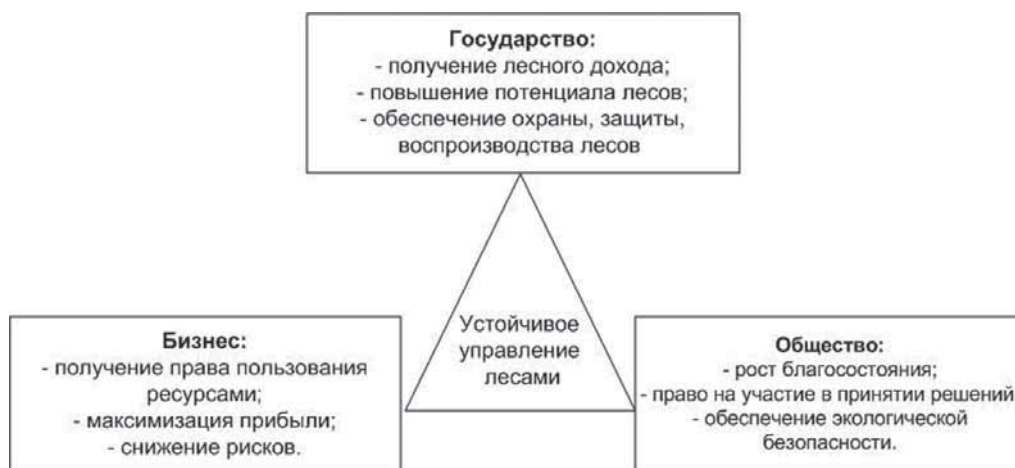 Государство:
- получение лесного дохода;
- повышение потенциала лесов;
- обеспечение охраны, защиты,
воспроизводства лесов
Устойчивое
управление
лесами
Бизнес:
- получение права пользования
ресурсами;
- максимизация прибыли;
- снижение рисков.
Общество:
- рост благосостояния;
- право на участие в принятии решений
- обеспечение экологической
безопасности.